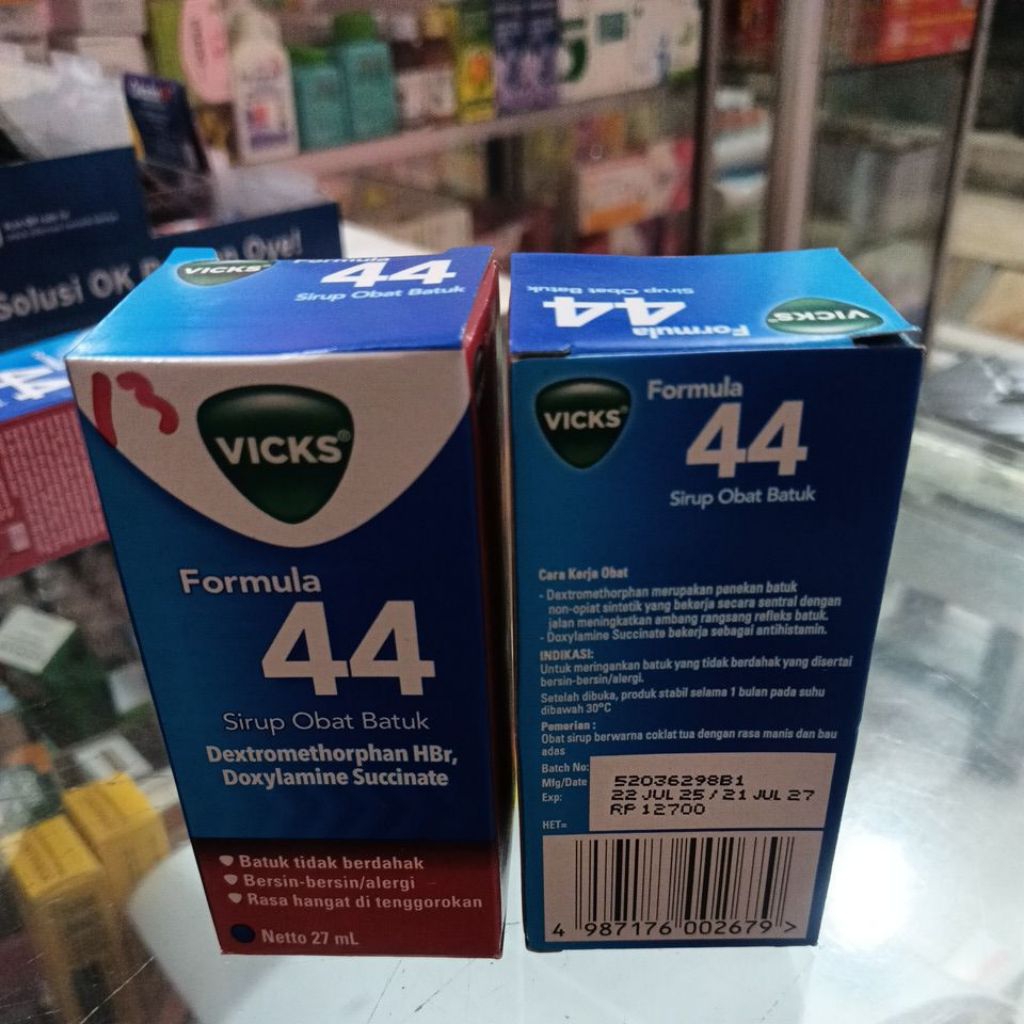 Solusi OK
Oye!
VICKS
Formula
44
Sirup Obat Batuk
13
VICKS®
Formula
44
Sirup Obat Batuk
Dextromethorphan HBr,
Doxylamine Succinate
Batuk tidak berdahak
Bersin-bersin/alergi
Rasa hangat di tenggorokan
Netto 27 mL
VICKS
Formula
44
Sirup Obat Batuk
VICKS®
Formula
44
Sirup Obat Batuk
Cara Kerja Obat
- Dextromethorphan merupakan penekan batuk
non-opiat sintetik yang bekerja secara sentral dengan
jalan meningkatkan ambang rangsang refleks batuk.
- Doxylamine Succinate bekerja sebagai antihistamin.
INDIKASI:
Untuk meringankan batuk yang tidak berdahak yang disertai
bersin-bersin/alergi.
Setelah dibuka, produk stabil selama 1 bulan pada suhu
dibawah 30°C
Pemerian :
Obat sirup berwarna coklat tua dengan rasa manis dan bau
adas
Batch No: 52036298B1
Mfg/Date 22 JUL 25 / 21 JUL 27
Exp: RP 12700
HET=
4 987176 002679 >
44